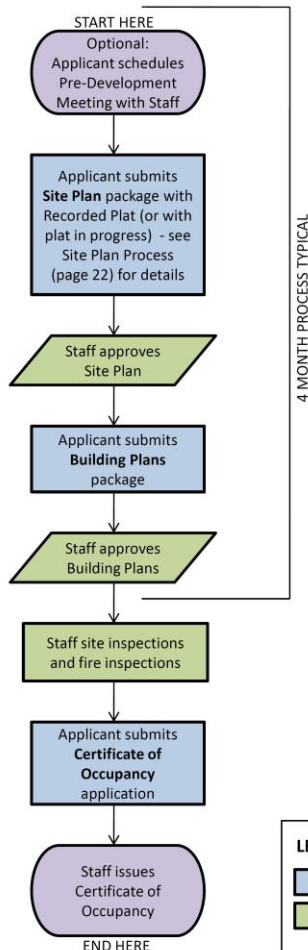 START HERE
Optional:
Applicant schedules
Pre-Development
Meeting with Staff
Applicant submits
Site Plan package with
Recorded Plat (or with
plat in progress) - see
Site Plan Process
(page 22) for details
Staff approves
Site Plan
Applicant submits
Building Plans
package
Staff approves
Building Plans
4 MONTH PROCESS TYPICAL
Staff site inspections
and fire inspections
Applicant submits
Certificate of
Occupancy
application
Staff issues
Certificate of
Occupancy
END HERE